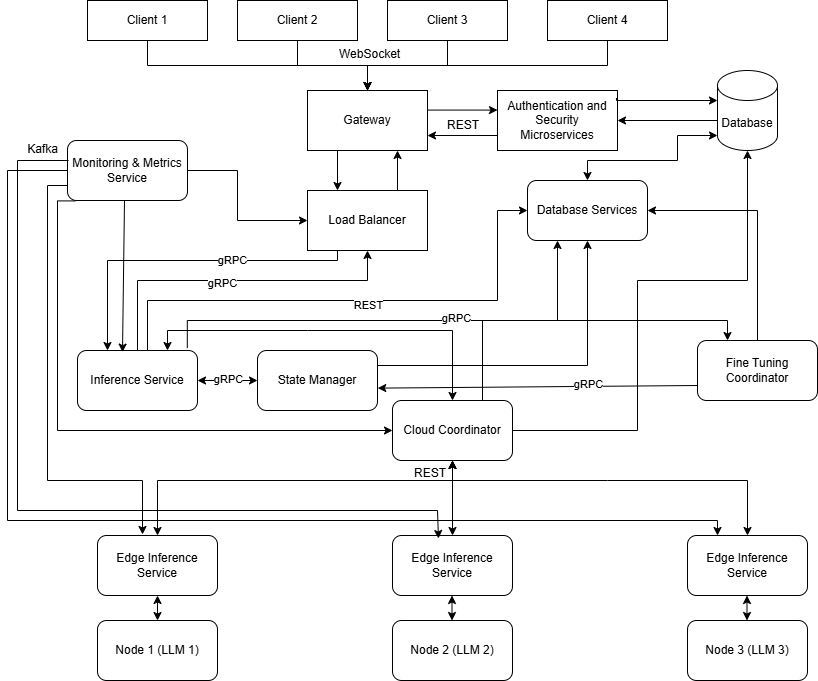 Client 1
Client 2
Client 3
Client 4
WebSocket
Gateway
REST
Authentication and
Security
Microservices
Database
Kafka
Monitoring & Metrics
Service
Load Balancer
Database Services
gRPC
gRPC
REST
gRPC
Inference Service
gRPC
State Manager
gRPC
Fine Tuning
Coordinator
Cloud Coordinator
REST
Edge Inference
Service
Edge Inference
Service
Edge Inference
Service
Node 1 (LLM 1)
Node 2 (LLM 2)
Node 3 (LLM 3)